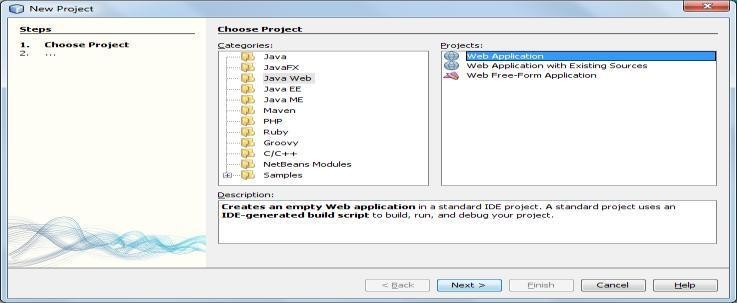 New Project
Steps
1. Choose Project
2. ...
Choose Project
Categories:
Java
JavaFX
Java Web
Java EE
Java ME
Maven
PHP
Ruby
Groovy
C/C++
NetBeans Modules
Samples
Projects:
Web Application
Web Application with Existing Sources
Web Free-Form Application
Description:
Creates an empty Web application in a standard IDE project. A standard project uses an
IDE-generated build script to build, run, and debug your project.
< Back
Next >
Finish
Cancel
Help